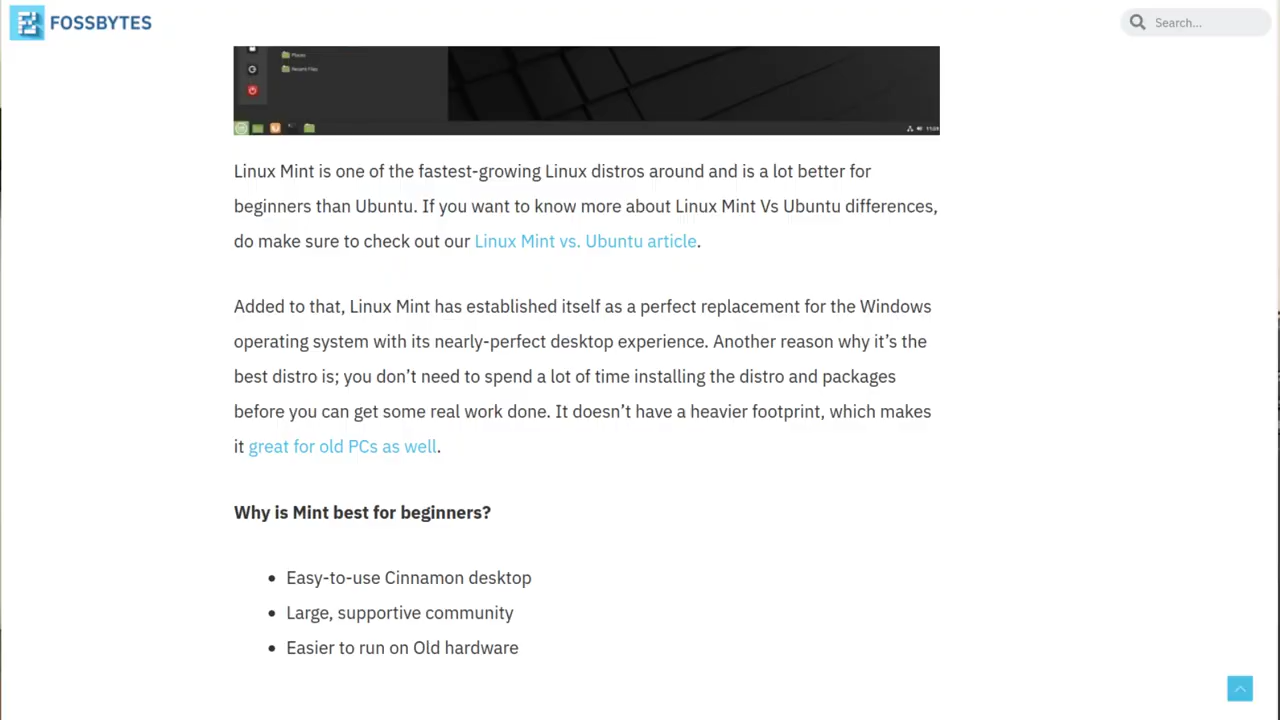 FOSSBYTES
Search...
Places
Recent Files
Linux Mint is one of the fastest-growing Linux distros around and is a lot better for
beginners than Ubuntu. If you want to know more about Linux Mint Vs Ubuntu differences,
do make sure to check out our Linux Mint vs. Ubuntu article.
Added to that, Linux Mint has established itself as a perfect replacement for the Windows
operating system with its nearly-perfect desktop experience. Another reason why it’s the
best distro is; you don’t need to spend a lot of time installing the distro and packages
before you can get some real work done. It doesn’t have a heavier footprint, which makes
it great for old PCs as well.
Why is Mint best for beginners?
• Easy-to-use Cinnamon desktop
• Large, supportive community
• Easier to run on Old hardware